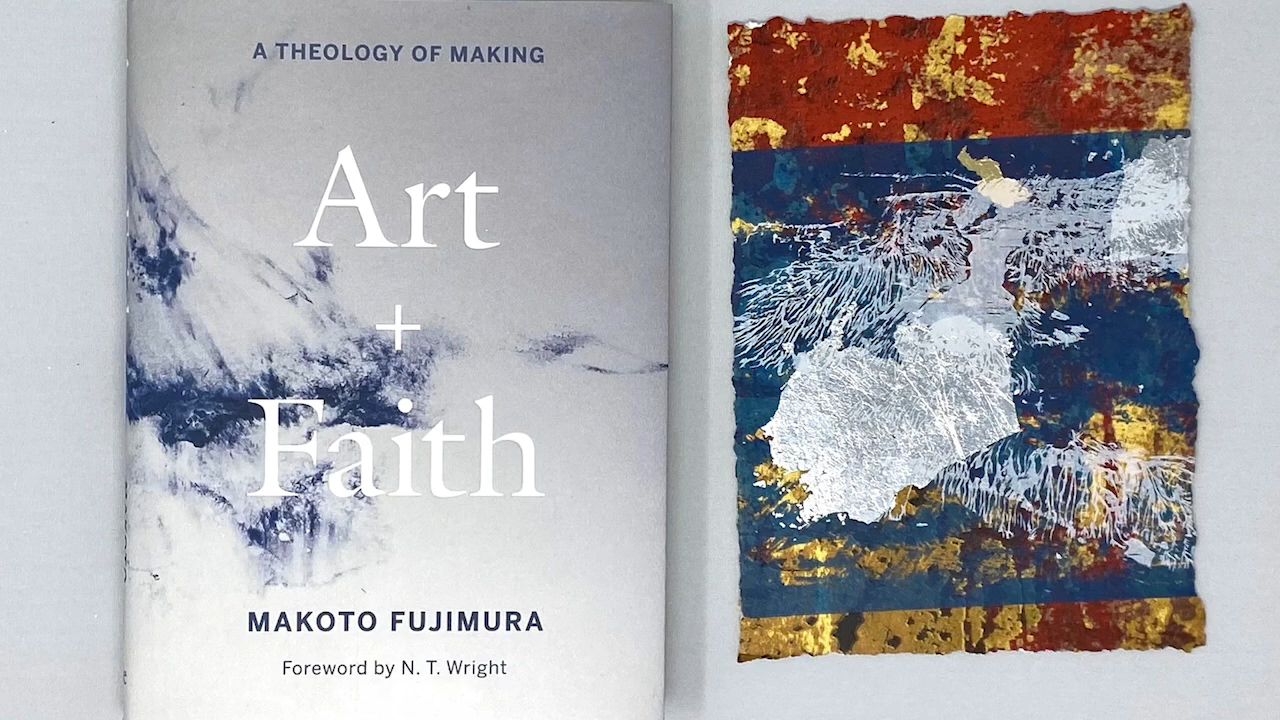 A THEOLOGY OF MAKING
Art
+
Faith
MAKOTO FUJIMURA
Foreword by N. T. Wright